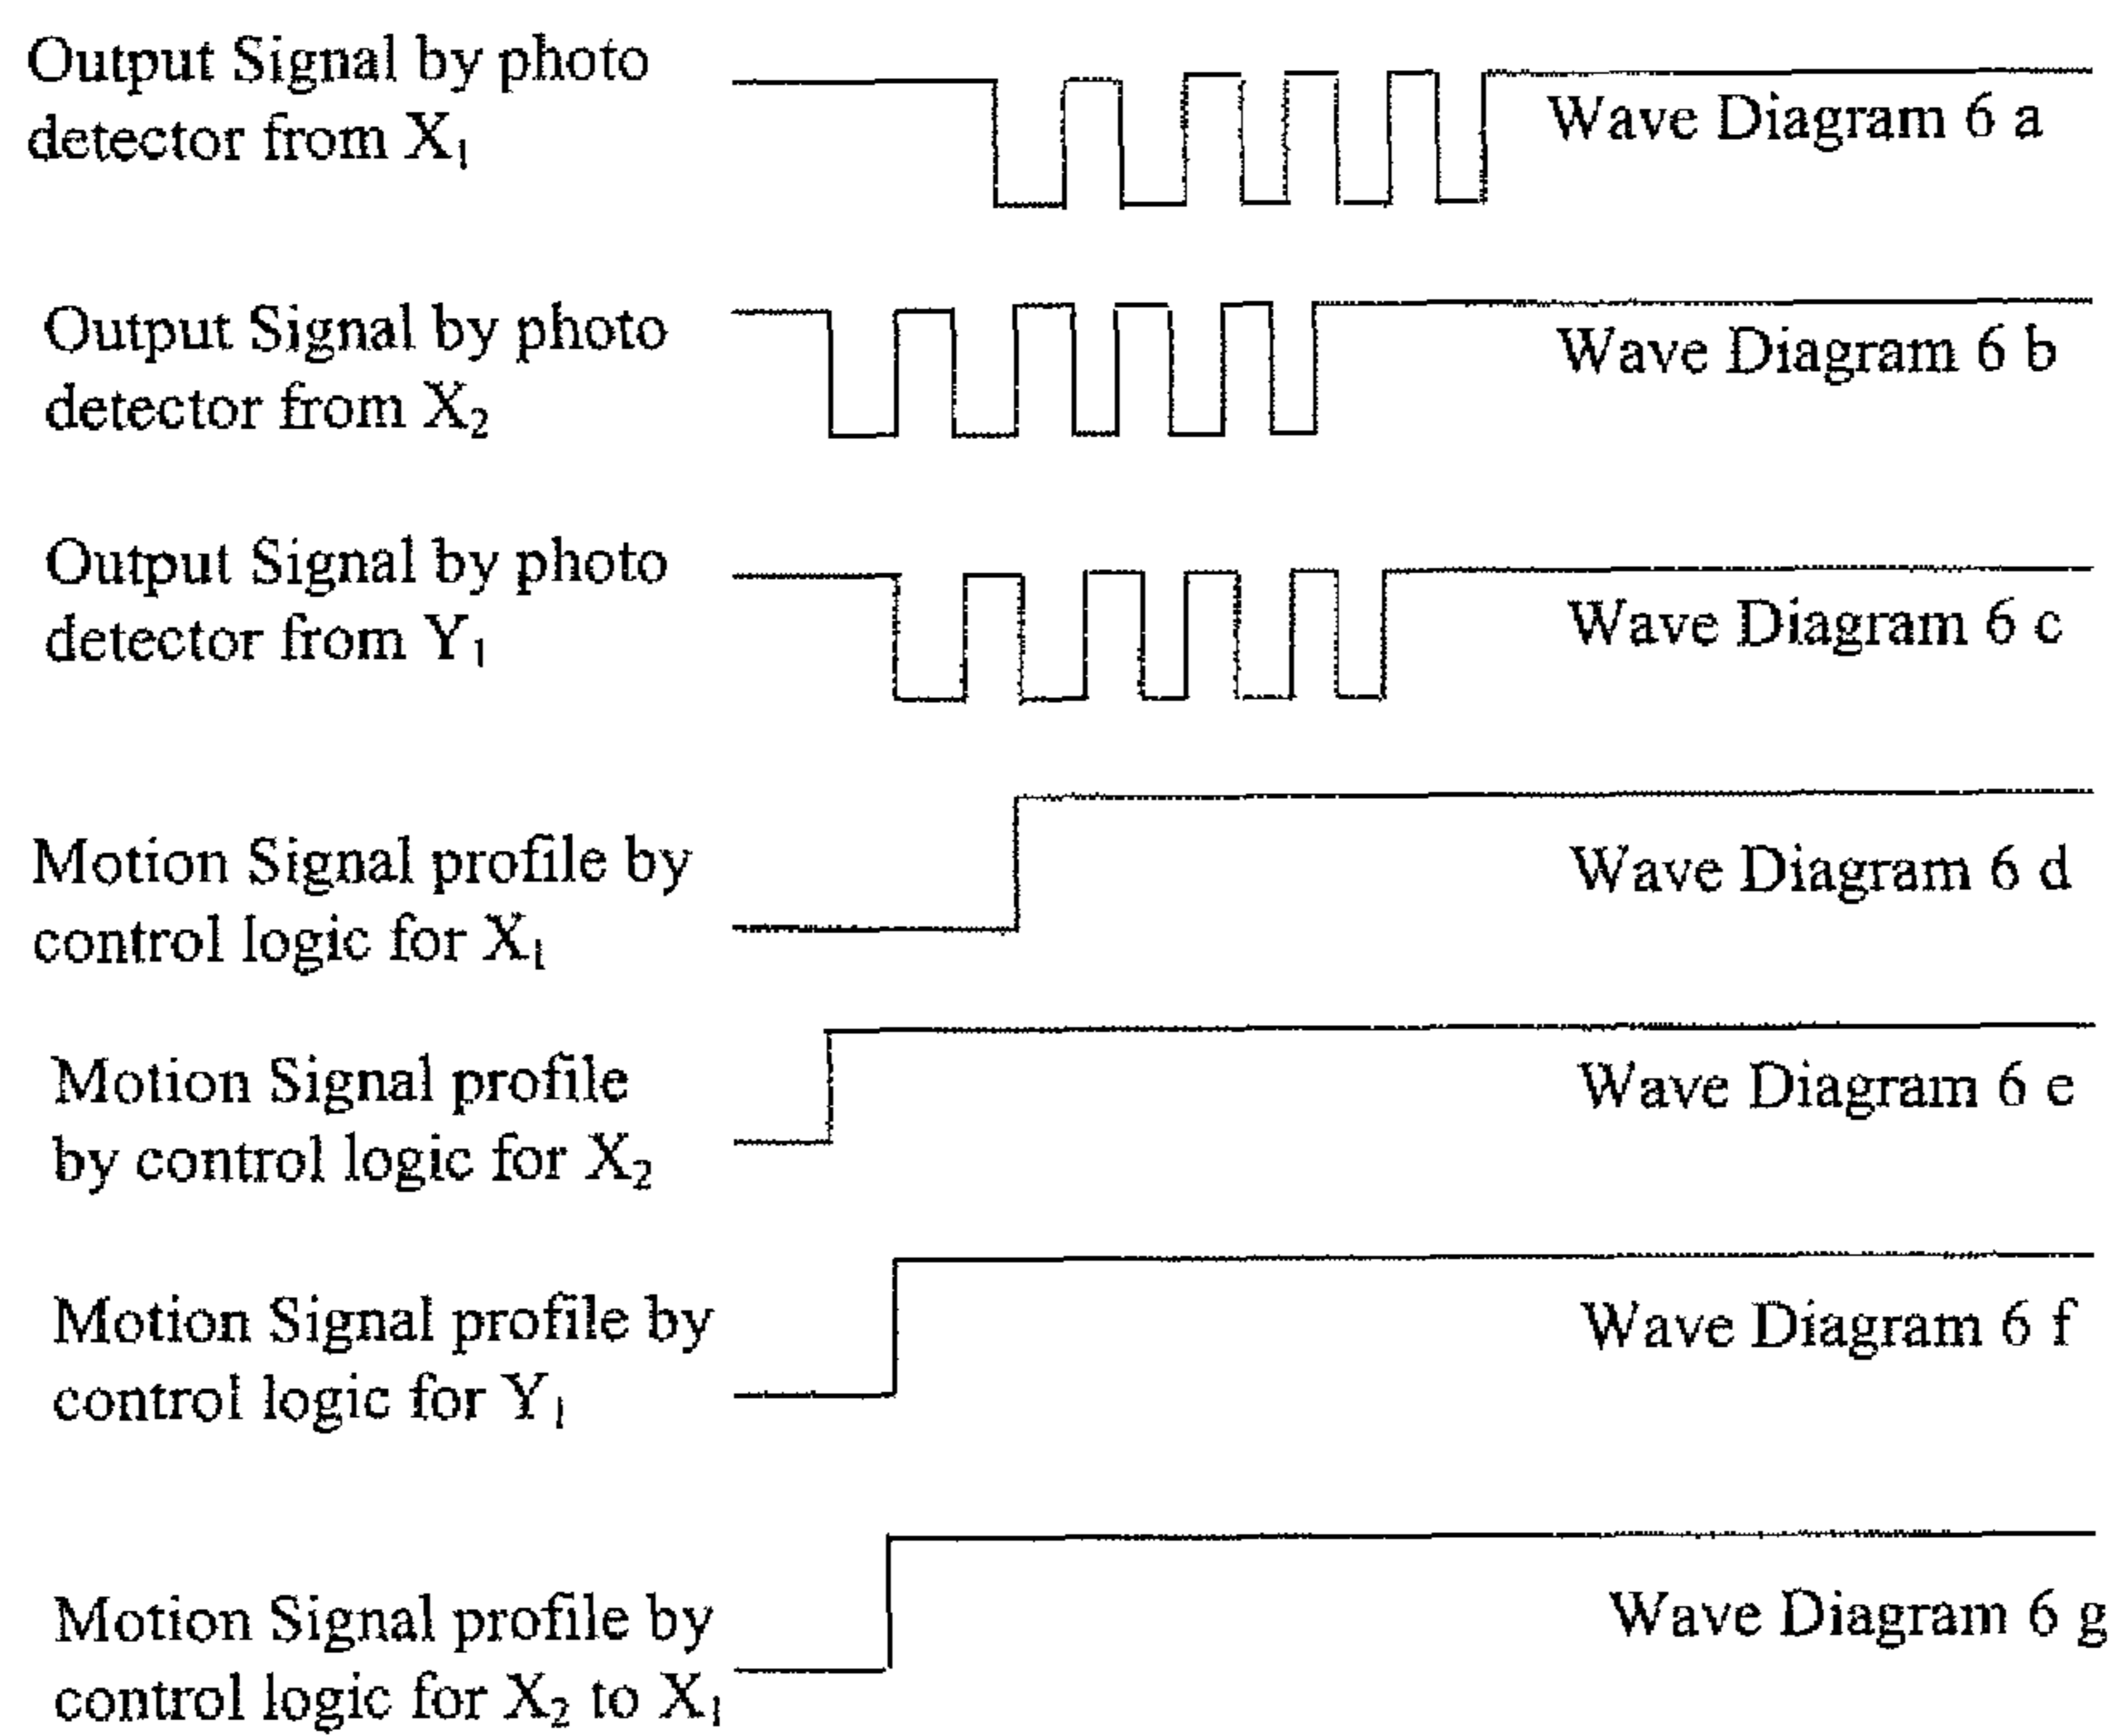 Output Signal by photo
detector from X₁
Wave Diagram 6 a
Output Signal by photo
detector from X₂
Wave Diagram 6 b
Output Signal by photo
detector from Y₁
Wave Diagram 6 c
Motion Signal profile by
control logic for X₁
Wave Diagram 6 d
Motion Signal profile
by control logic for X₂
Wave Diagram 6 e
Motion Signal profile by
control logic for Y₁
Wave Diagram 6 f
Motion Signal profile by
control logic for X₂ to X₁
Wave Diagram 6 g